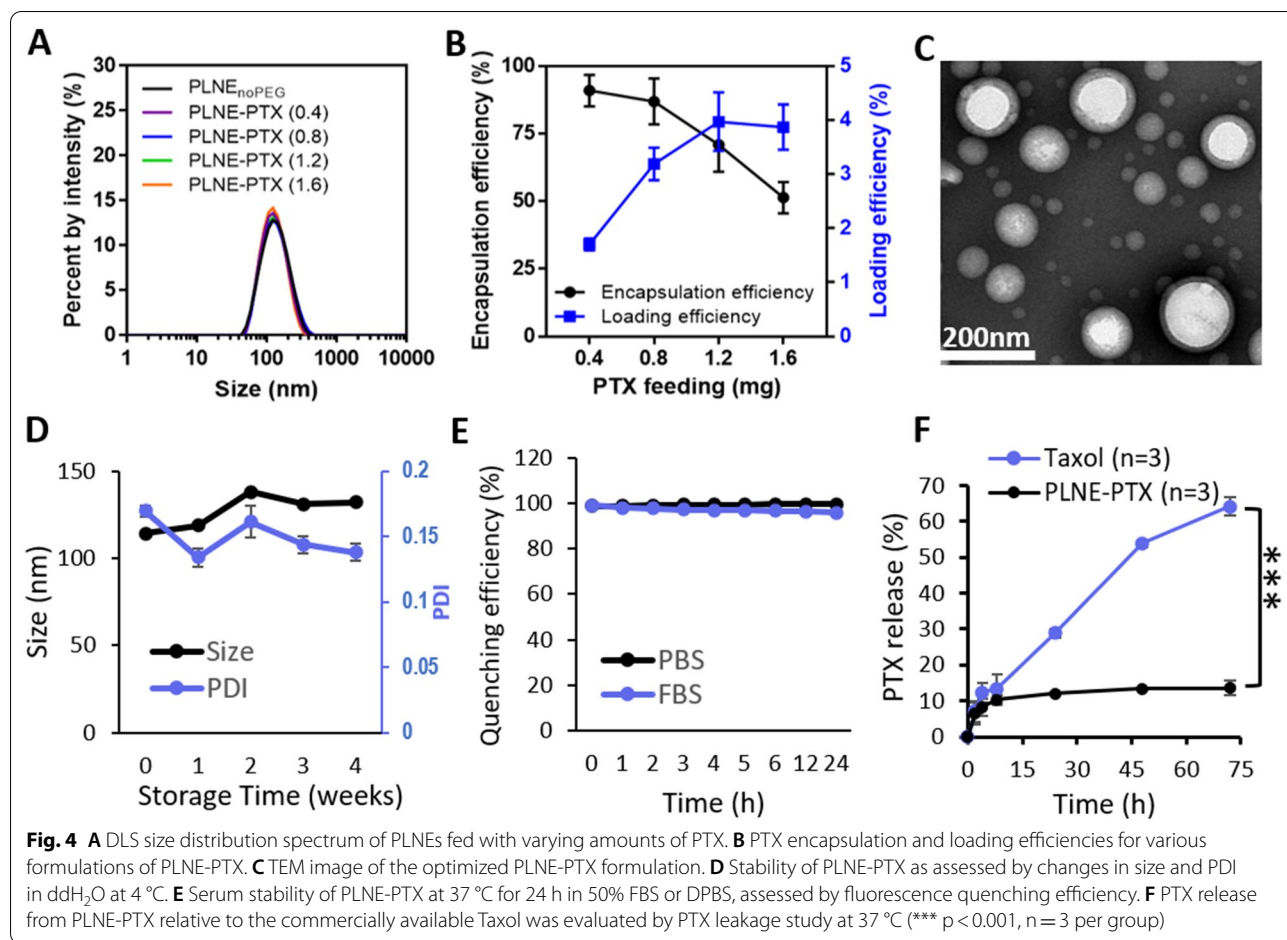 A
Percent by intensity (%)
30
25
20
15
10
5
0
PLNEnoPEG
PLNE-PTX (0.4)
PLNE-PTX (0.8)
PLNE-PTX (1.2)
PLNE-PTX (1.6)
1 10 100 1000 10000
Size (nm)
B
Encapsulation efficiency (%)
100
75
50
25
0
Encapsulation efficiency
Loading efficiency
5
4
3
2
1
0
Loading efficiency (%)
0.4 0.8 1.2 1.6
PTX feeding (mg)
C
200nm
D
Size (nm)
150
100
50
0
Size
PDI
0.2
0.15
0.1
0.05
0
PDI
0 1 2 3 4
Storage Time (weeks)
E
Quenching efficiency (%)
120
100
80
60
40
20
0
PBS
FBS
0 1 2 3 4 5 6 12 24
Time (h)
F
Taxol (n=3)
PLNE-PTX (n=3)
PTX release (%)
70
60
50
40
30
20
10
0
***
0 15 30 45 60 75
Time (h)
Fig. 4 A DLS size distribution spectrum of PLNEs fed with varying amounts of PTX. B PTX encapsulation and loading efficiencies for various
formulations of PLNE-PTX. C TEM image of the optimized PLNE-PTX formulation. D Stability of PLNE-PTX as assessed by changes in size and PDI
in ddH2O at 4 °C. E Serum stability of PLNE-PTX at 37 °C for 24 h in 50% FBS or DPBS, assessed by fluorescence quenching efficiency. F PTX release
from PLNE-PTX relative to the commercially available Taxol was evaluated by PTX leakage study at 37 °C (*** p < 0.001, n = 3 per group)